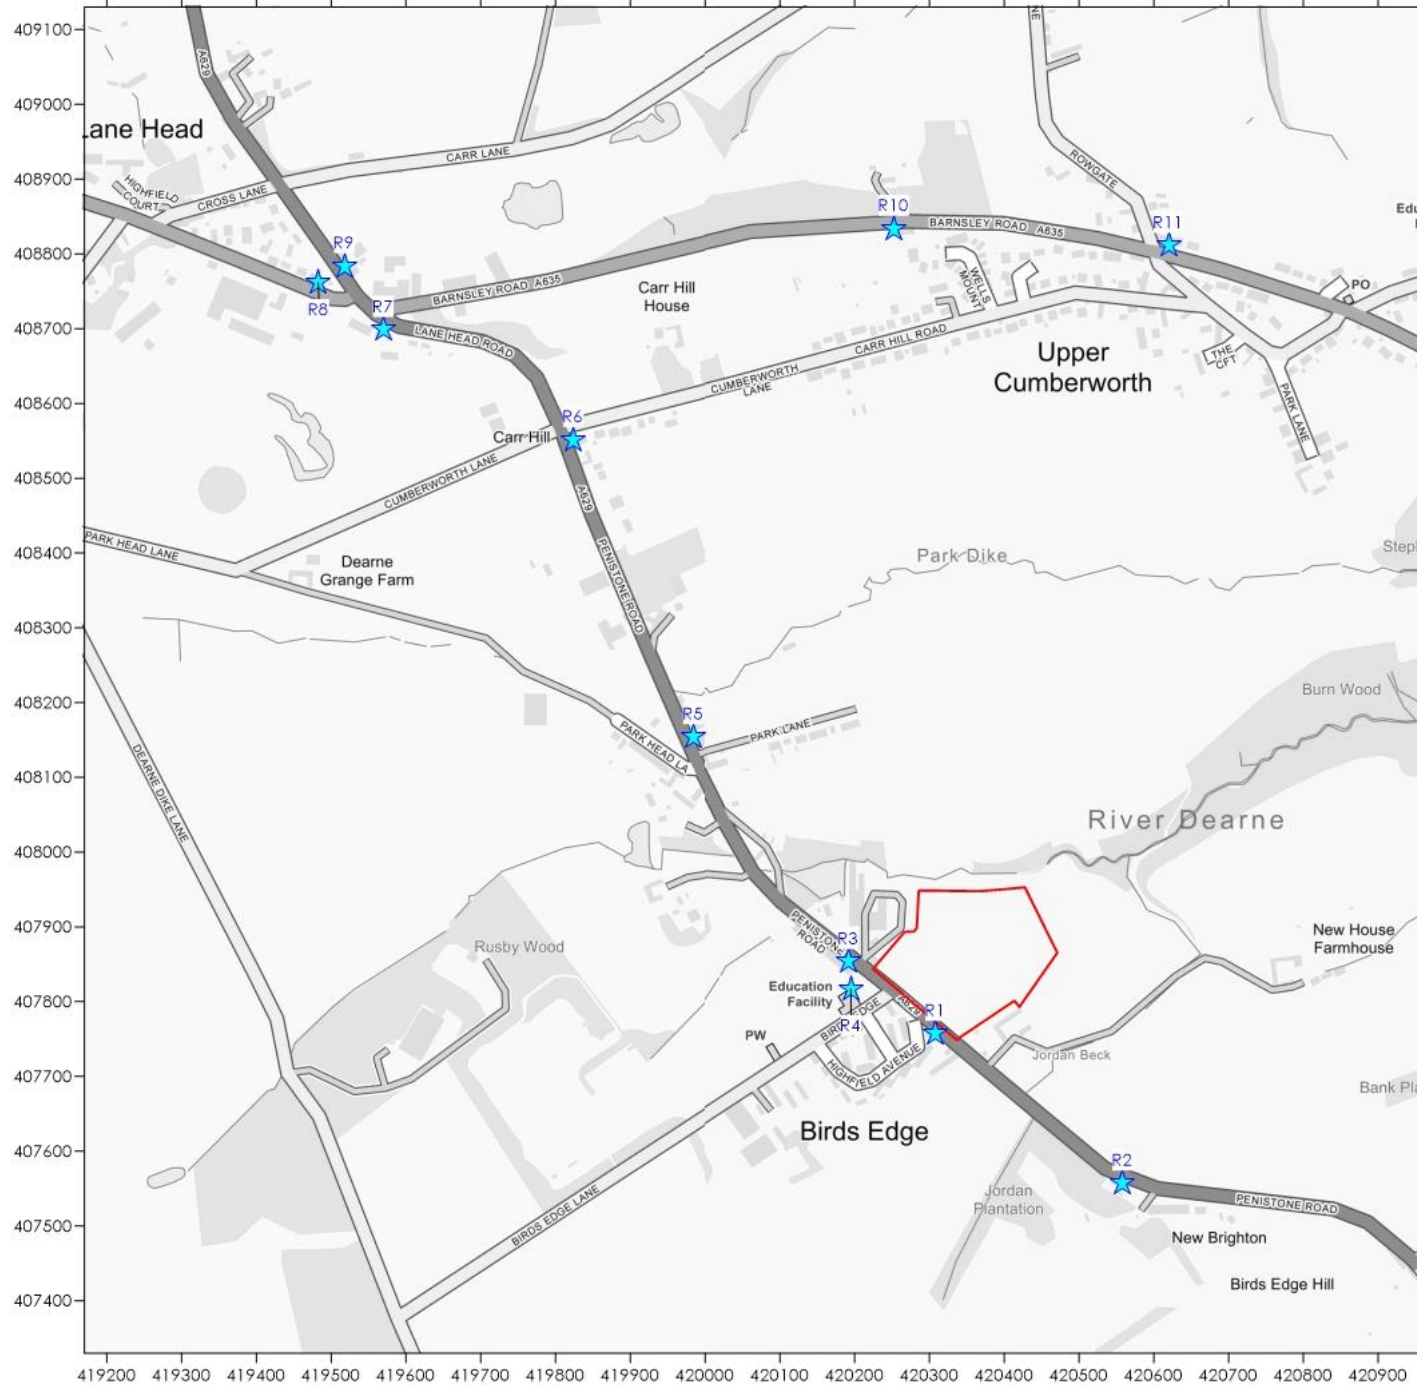 409100
409000
408900
408800
408700
408600
408500
408400
408300
408200
408100
408000
407900
407800
407700
407600
407500
407400
A629
NE
Lane Head
CARR LANE
ROWGATE
HIGHFIELD
COURT
CROSS LANE
R10
BARNSLEY ROAD A635
R11
R9
R8
R7
BARNSLEY ROAD A635
Carr Hill
House
WELLS
MOUNT
PO
LANE HEAD ROAD
CARR HILL ROAD
Upper
Cumberworth
THE
CFT
CUMBERWORTH
LANE
PARK LANE
R6
Carr Hill
CUMBERWORTH LANE
A629
PARK HEAD LANE
Dearne
Grange Farm
PENISTONE ROAD
Park Dike
Burn Wood
R5
PARK HEAD LA
PARK LANE
DEARNE DIKE LANE
River Dearne
PENISTONE
ROAD
Rusby Wood
R3
New House
Farmhouse
Education
Facility
A629
R1
R4
PW
HIGHFIELD AVENUE
Jordan Beck
Bank Pla
Birds Edge
R2
Jordan
Plantation
PENISTONE ROAD
BIRDS EDGE LANE
New Brighton
Birds Edge Hill
419200 419300 419400 419500 419600 419700 419800 419900 420000 420100 420200 420300 420400 420500 420600 420700 420800 420900